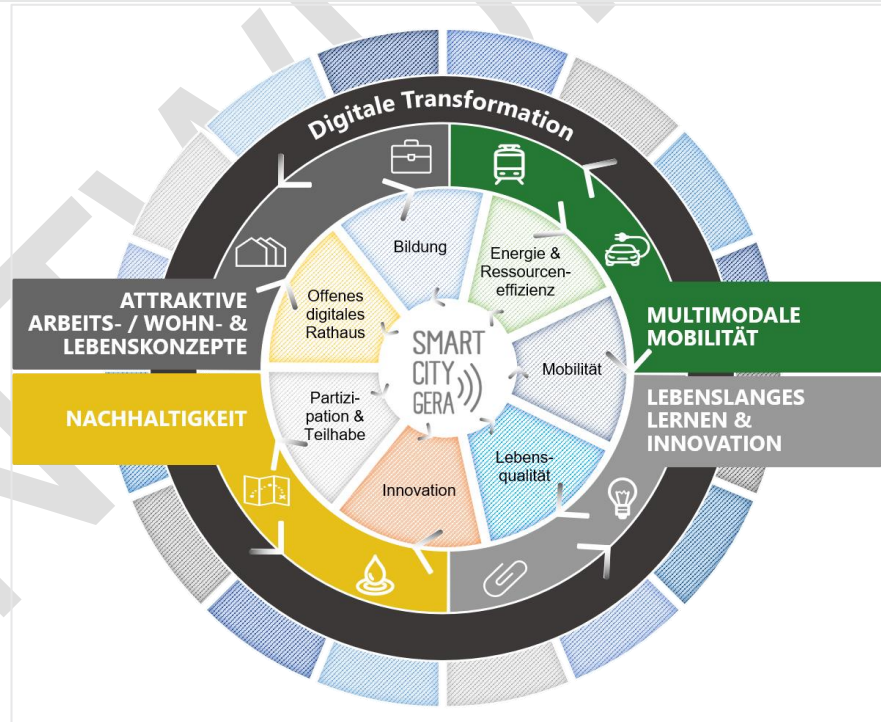 Digitale Transformation
Bildung
Energie &
Ressourcen-
effizienz
Offenes
digitales
Rathaus
ATTRAKTIVE
ARBEITS- / WOHN- &
LEBENSKONZEPTE
MULTIMODALE
MOBILITÄT
SMART
CITY
GERA
Mobilität
NACHHALTIGKEIT
Partizi-
pation &
Teilhabe
LEBENSLANGES
LERNEN &
INNOVATION
Lebens-
qualität
Innovation